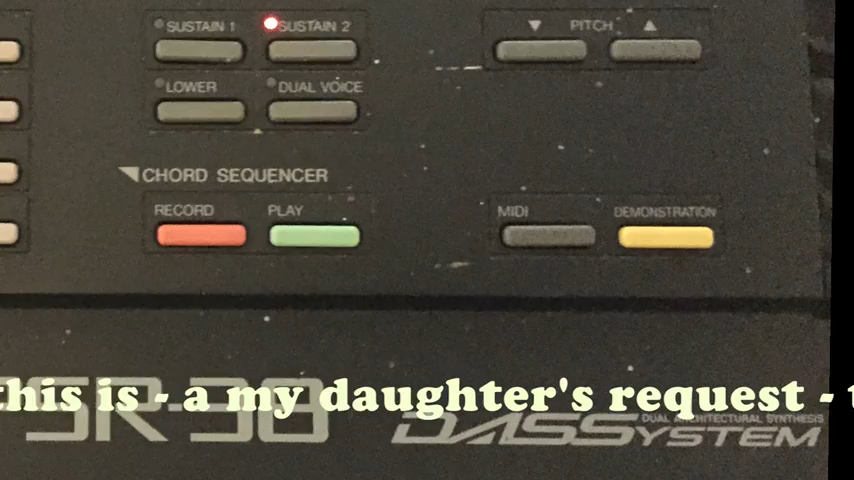 SUSTAIN 1 SUSTAIN 2 ▼ PITCH ▲
LOWER DUAL VOICE
CHORD SEQUENCER
RECORD PLAY MIDI DEMONSTRATION
this is - a my daughter's request -
DUAL ARCHITECTURAL SYNTHESIS
DASSYSTEM